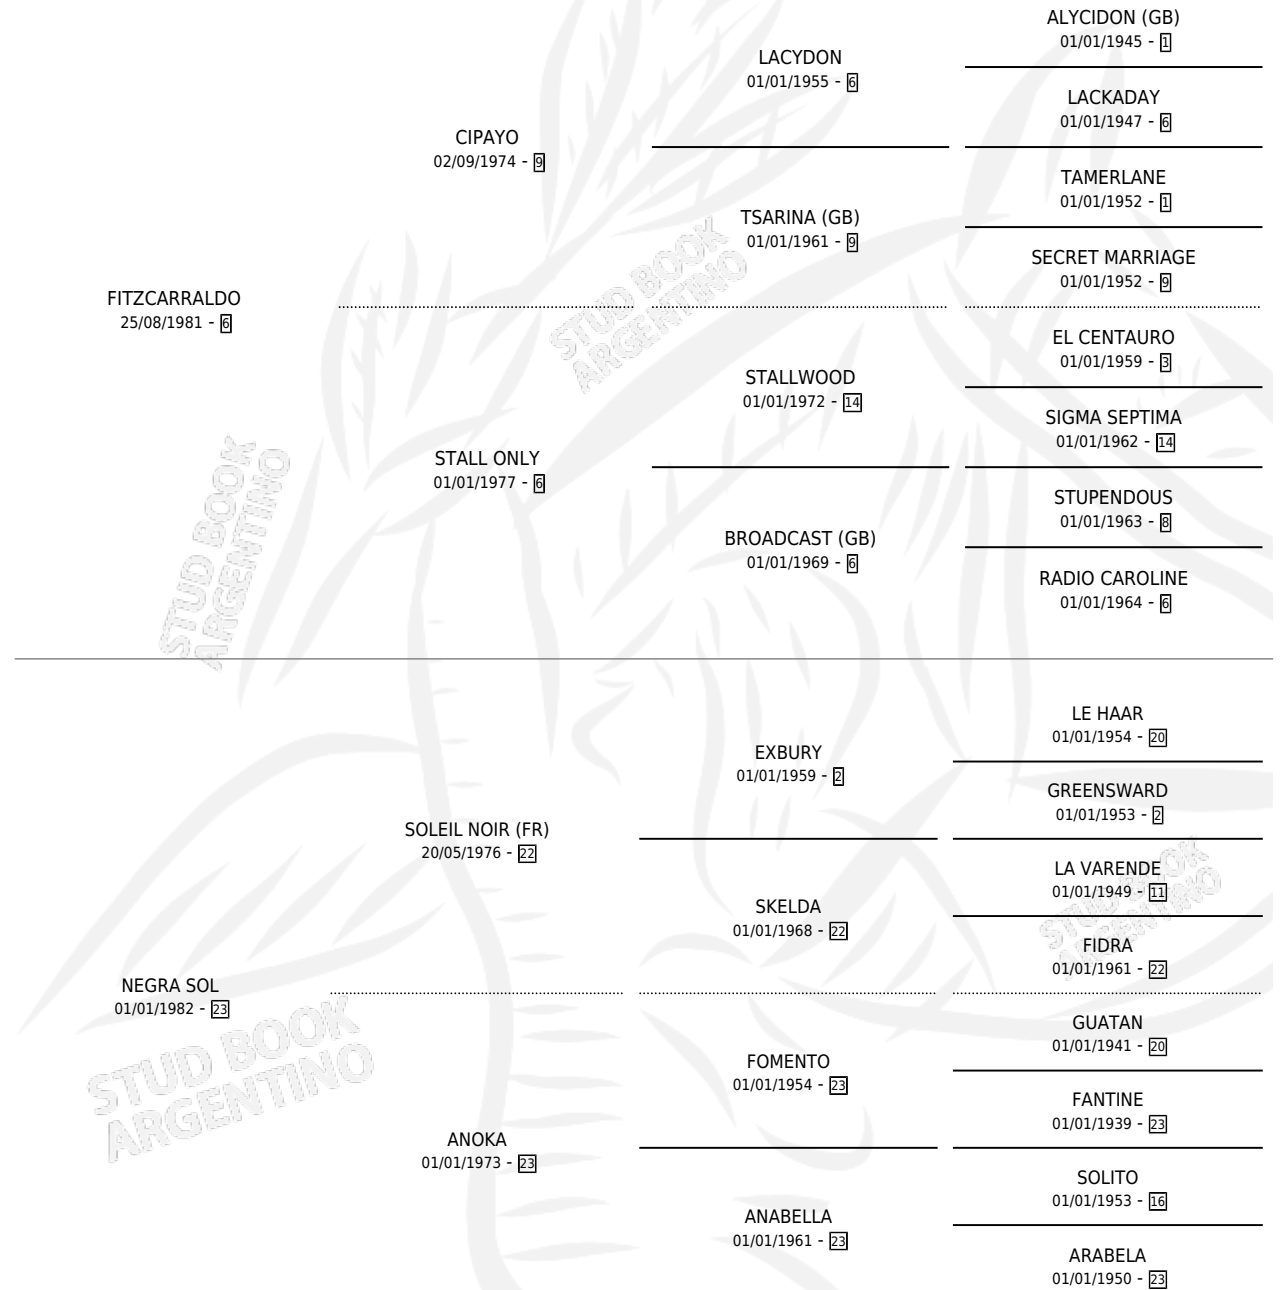 ALYCIDON (GB)
01/01/1945 - 1
LACYDON
01/01/1955 - 6
LACKADAY
01/01/1947 - 6
CIPAYO
02/09/1974 - 9
TAMERLANE
01/01/1952 - 1
TSARINA (GB)
01/01/1961 - 9
SECRET MARRIAGE
01/01/1952 - 9
FITZCARRALDO
25/08/1981 - 6
EL CENTAURO
01/01/1959 - 3
STALLWOOD
01/01/1972 - 14
SIGMA SEPTIMA
01/01/1962 - 14
STALL ONLY
01/01/1977 - 6
STUPENDOUS
01/01/1963 - 8
BROADCAST (GB)
01/01/1969 - 6
RADIO CAROLINE
01/01/1964 - 6
STUD BOOK
ARGENTINO
STUD BOOK
ARGENTINO
LE HAAR
01/01/1954 - 20
EXBURY
01/01/1959 - 2
GREENSWARD
01/01/1953 - 2
SOLEIL NOIR (FR)
20/05/1976 - 22
LA VARENDE
01/01/1949 - 11
SKELDA
01/01/1968 - 22
FIDRA
01/01/1961 - 22
STUD BOOK
ARGENTINO
NEGRA SOL
01/01/1982 - 23
GUATAN
01/01/1941 - 20
FOMENTO
01/01/1954 - 23
FANTINE
01/01/1939 - 23
STUD BOOK
ARGENTINO
ANOKA
01/01/1973 - 23
SOLITO
01/01/1953 - 16
ANABELLA
01/01/1961 - 23
ARABELA
01/01/1950 - 23